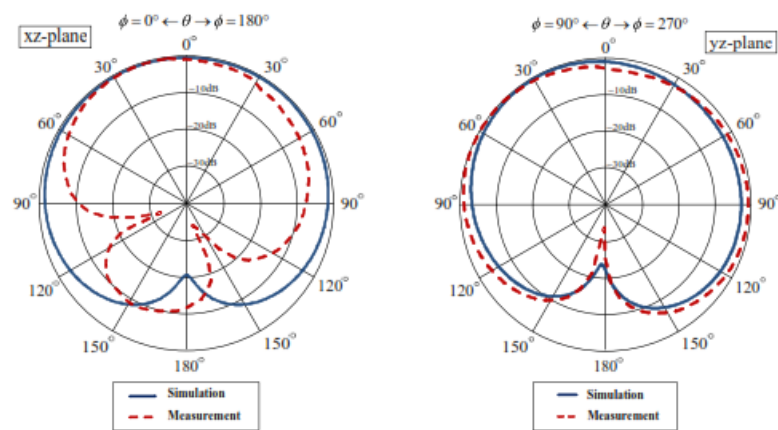 xz-plane
ϕ=0° ← θ → ϕ=180°
0°
30°
30°
60°
60°
90°
90°
120°
120°
150°
150°
180°
-10dB
-20dB
-30dB
Simulation
Measurement
ϕ=90° ← θ → ϕ=270°
yz-plane
0°
30°
30°
60°
60°
90°
90°
120°
120°
150°
150°
180°
-10dB
-20dB
-30dB
Simulation
Measurement